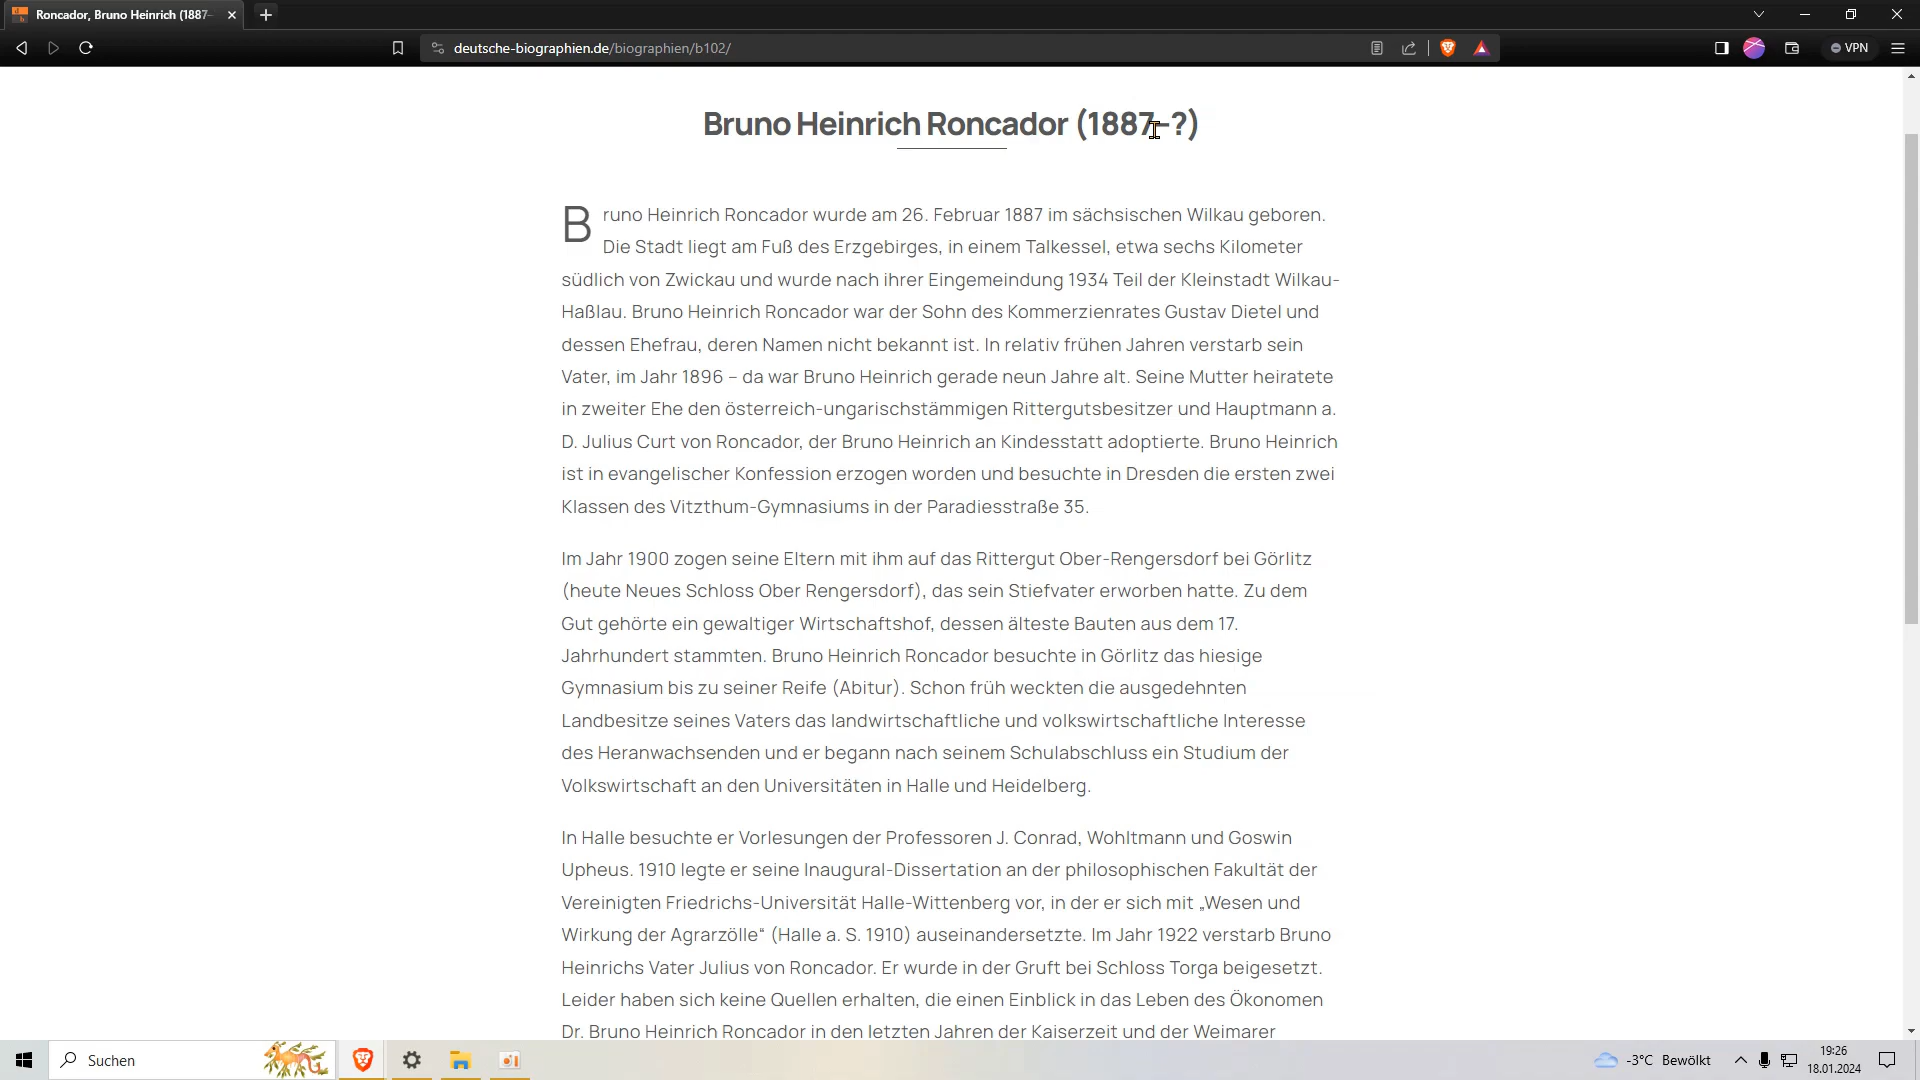 Roncador, Bruno Heinrich (1887-
deutsche-biographien.de/biographien/b102/
VPN
Bruno Heinrich Roncador (1887–?)
Bruno Heinrich Roncador wurde am 26. Februar 1887 im sächsischen Wilkau geboren.
Die Stadt liegt am Fuß des Erzgebirges, in einem Talkessel, etwa sechs Kilometer
südlich von Zwickau und wurde nach ihrer Eingemeindung 1934 Teil der Kleinstadt Wilkau-
Haßlau. Bruno Heinrich Roncador war der Sohn des Kommerzienrates Gustav Dietel und
dessen Ehefrau, deren Namen nicht bekannt ist. In relativ frühen Jahren verstarb sein
Vater, im Jahr 1896 – da war Bruno Heinrich gerade neun Jahre alt. Seine Mutter heiratete
in zweiter Ehe den österreich-ungarischstämmigen Rittergutsbesitzer und Hauptmann a.
D. Julius Curt von Roncador, der Bruno Heinrich an Kindesstatt adoptierte. Bruno Heinrich
ist in evangelischer Konfession erzogen worden und besuchte in Dresden die ersten zwei
Klassen des Vitzthum-Gymnasiums in der Paradiesstraße 35.
Im Jahr 1900 zogen seine Eltern mit ihm auf das Rittergut Ober-Rengersdorf bei Görlitz
(heute Neues Schloss Ober Rengersdorf), das sein Stiefvater erworben hatte. Zu dem
Gut gehörte ein gewaltiger Wirtschaftshof, dessen älteste Bauten aus dem 17.
Jahrhundert stammten. Bruno Heinrich Roncador besuchte in Görlitz das hiesige
Gymnasium bis zu seiner Reife (Abitur). Schon früh weckten die ausgedehnten
Landbesitze seines Vaters das landwirtschaftliche und volkswirtschaftliche Interesse
des Heranwachsenden und er begann nach seinem Schulabschluss ein Studium der
Volkswirtschaft an den Universitäten in Halle und Heidelberg.
In Halle besuchte er Vorlesungen der Professoren J. Conrad, Wohltmann und Goswin
Upheus. 1910 legte er seine Inaugural-Dissertation an der philosophischen Fakultät der
Vereinigten Friedrichs-Universität Halle-Wittenberg vor, in der er sich mit „Wesen und
Wirkung der Agrarzölle“ (Halle a. S. 1910) auseinandersetzte. Im Jahr 1922 verstarb Bruno
Heinrichs Vater Julius von Roncador. Er wurde in der Gruft bei Schloss Torga beigesetzt.
Leider haben sich keine Quellen erhalten, die einen Einblick in das Leben des Ökonomen
Dr. Bruno Heinrich Roncador in den letzten Jahren der Kaiserzeit und der Weimarer
Suchen
-3°C Bewölkt
19:26
18.01.2024